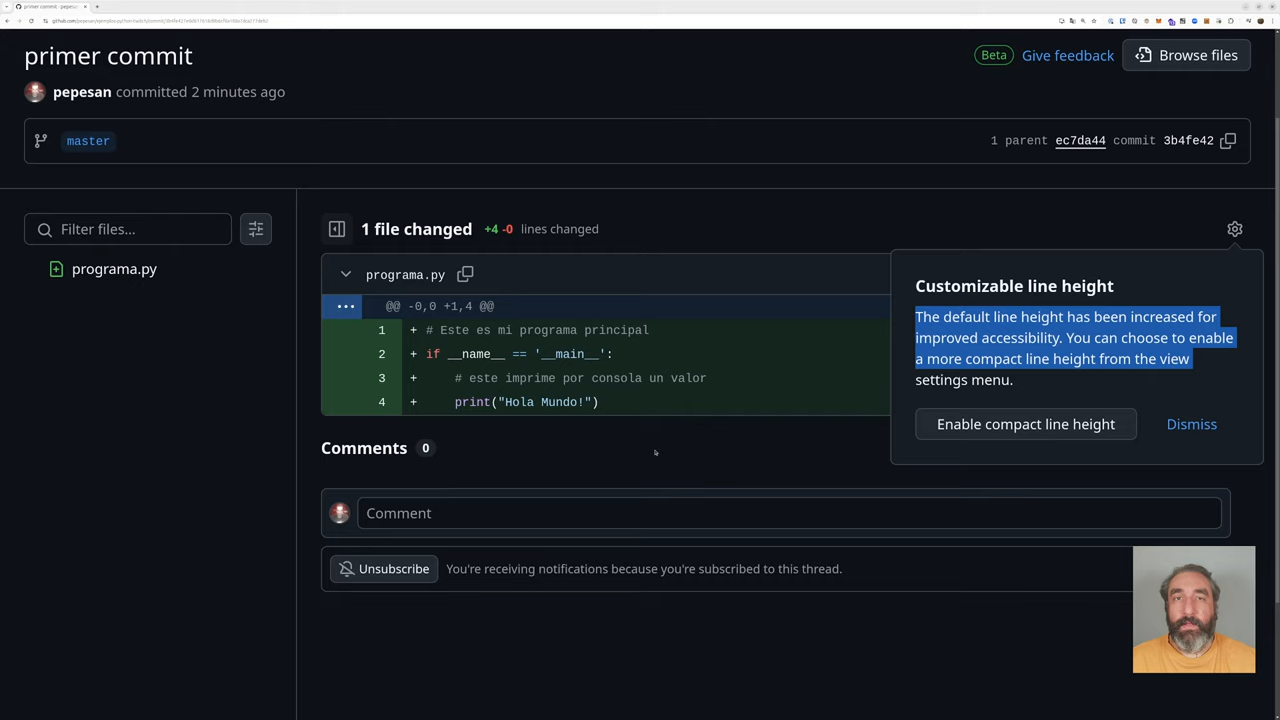 primer commit - pepesan
primer commit
Beta
Give feedback
Browse files
pepesan committed 2 minutes ago
master
1 parent ec7da44 commit 3b4fe42
Filter files...
programa.py
1 file changed
+4 -0 lines changed
programa.py
@@ -0,0 +1,4 @@
1 + # Este es mi programa principal
2 + if __name__ == '__main__':
3 + # este imprime por consola un valor
4 + print("Hola Mundo!")
Customizable line height
The default line height has been increased for
improved accessibility. You can choose to enable
a more compact line height from the view
settings menu.
Enable compact line height
Dismiss
Comments 0
Comment
Unsubscribe
You're receiving notifications because you're subscribed to this thread.